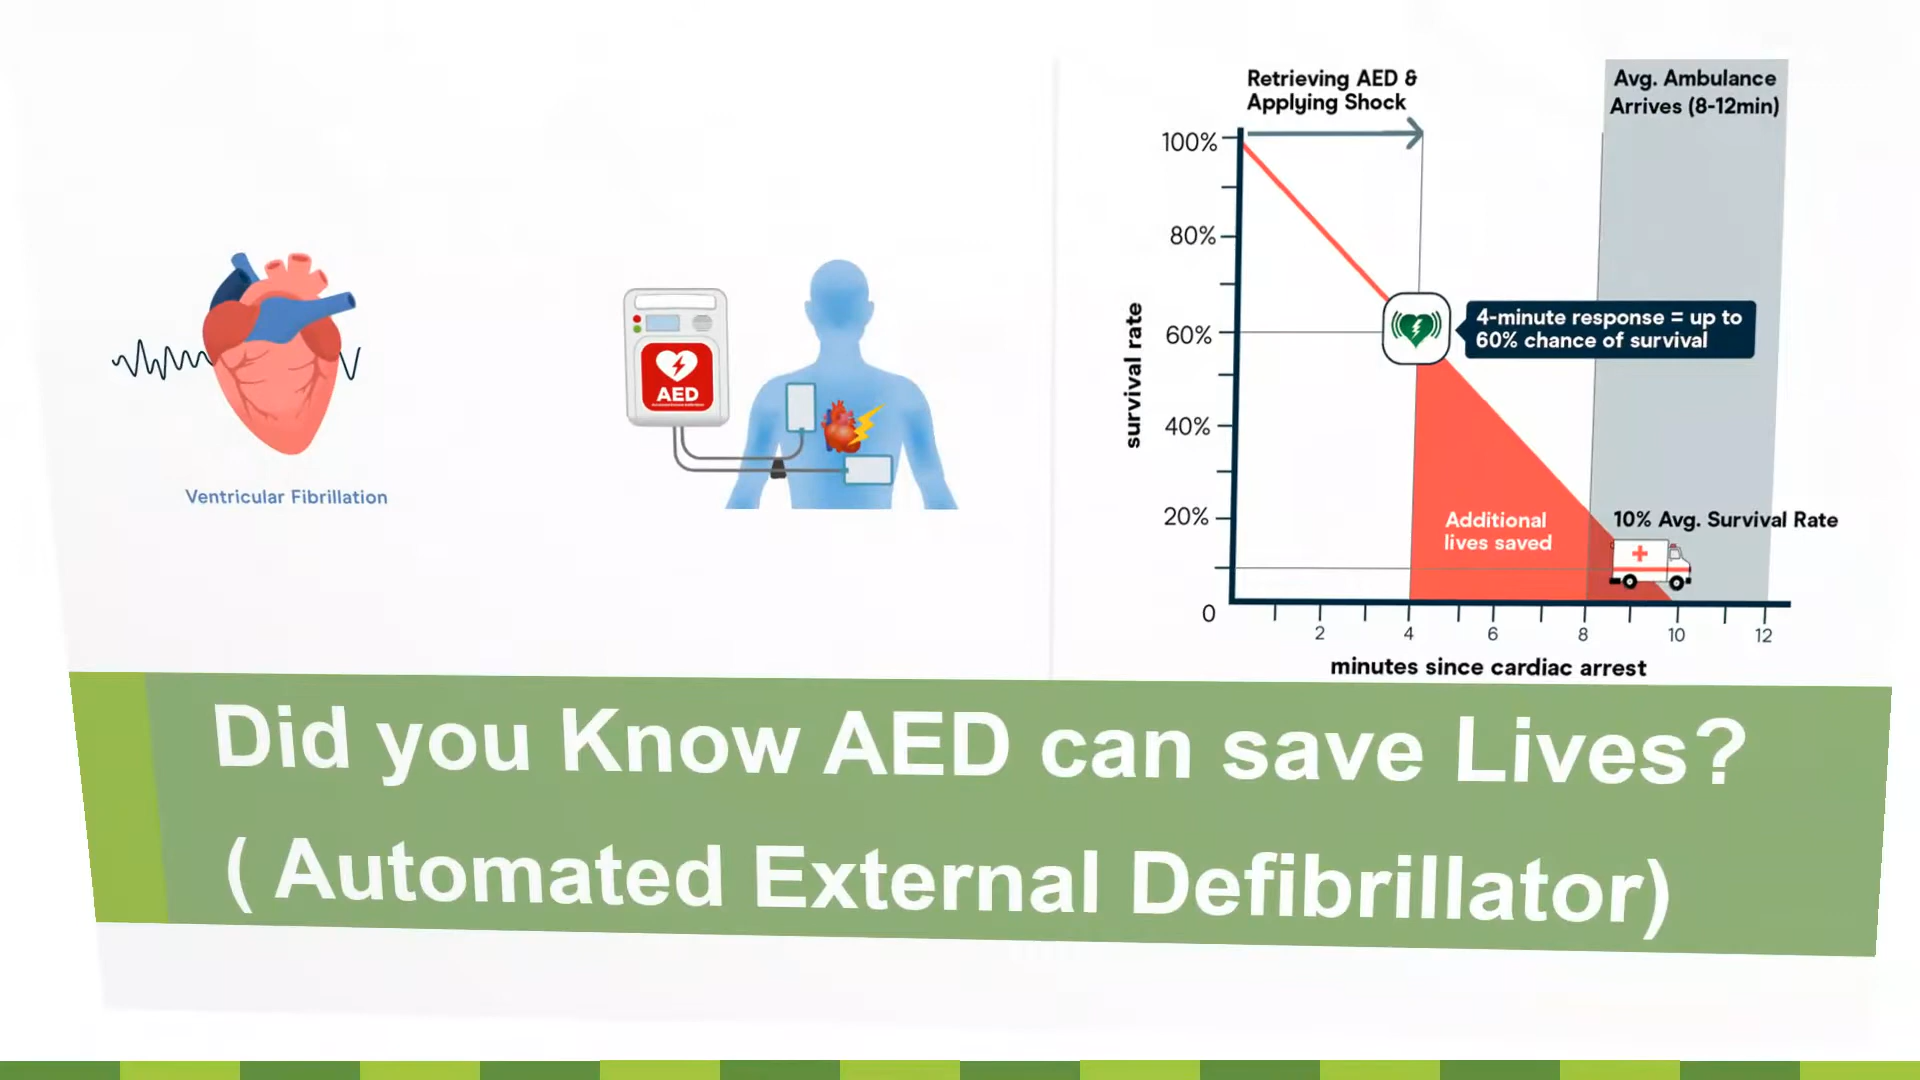 Retrieving AED &
Applying Shock
Avg. Ambulance
Arrives (8-12min)
100%
80%
60%
40%
20%
0
survival rate
4-minute response = up to
60% chance of survival
Additional
lives saved
10% Avg. Survival Rate
2 4 6 8 10 12
minutes since cardiac arrest
AED
Ventricular Fibrillation
Did you Know AED can save Lives?
( Automated External Defibrillator)